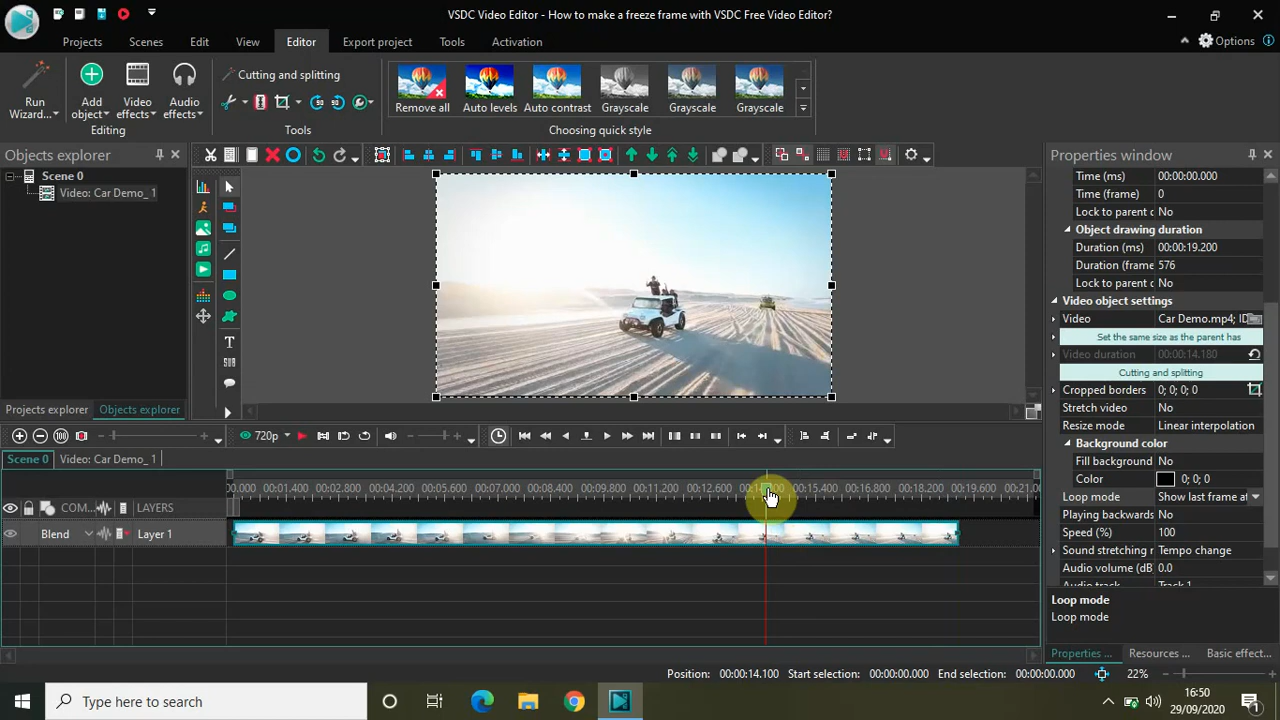 VSDC Video Editor - How to make a freeze frame with VSDC Free Video Editor?
Projects Scenes Edit View Editor Export project Tools Activation Options
Run Wizard... Add object Video effects Audio effects
Editing
Cutting and splitting
Tools
Remove all Auto levels Auto contrast Grayscale Grayscale Grayscale
Choosing quick style
Objects explorer
Scene 0
Video: Car Demo_1
Projects explorer Objects explorer
Properties window
Time (ms) 00:00:00.000
Time (frame) 0
Lock to parent d No
Object drawing duration
Duration (ms) 00:00:19.200
Duration (frame 576
Lock to parent d No
Video object settings
Video Car Demo.mp4; ID
Set the same size as the parent has
Video duration 00:00:14.180
Cutting and splitting
Cropped borders 0; 0; 0; 0
Stretch video No
Resize mode Linear interpolation
Background color
Fill background No
Color 0; 0; 0
Loop mode Show last frame at
Playing backwards No
Speed (%) 100
Sound stretching m Tempo change
Audio volume (dB 0.0
Audio track Track 1
Loop mode
Loop mode
Properties ... Resources ... Basic effect...
720p
Scene 0 Video: Car Demo_1
0.000 00:01.400 00:02.800 00:04.200 00:05.600 00:07.000 00:08.400 00:09.800 00:11.200 00:12.600 00:15.400 00:16.800 00:18.200 00:19.600 00:21.0
COM... LAYERS
Blend Layer 1
Position: 00:00:14.100 Start selection: 00:00:00.000 End selection: 00:00:00.000 22%
Type here to search
16:50
29/09/2020
1